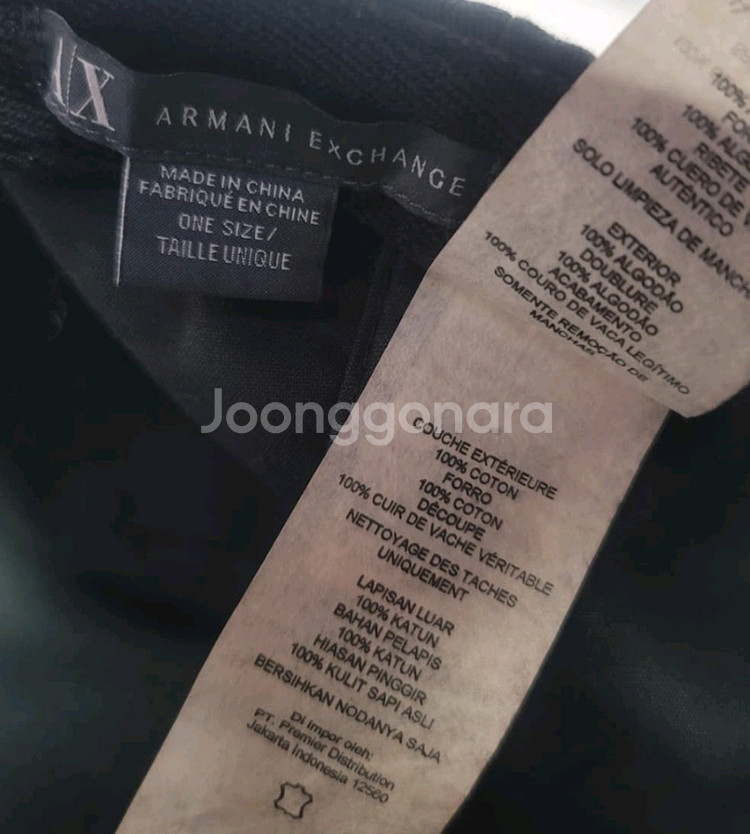 A|X
ARMANI EXCHANGE
MADE IN CHINA
FABRIQUÉ EN CHINE
ONE SIZE/
TAILLE UNIQUE
100%
100%
RIBETE
100% CUERO DE
AUTÉNTICO
SOLO LIMPIEZA DE
EXTERIOR
100% ALGODÃO
DOUBLURE
100% ALGODÃO
ACABAMENTO
100% COURO DE VACA LEGÍTIMO
SOMENTE REMOÇÃO DE
MANCHAS
Joonggonara
COUCHE EXTÉRIEURE
100% COTON
FORRO
100% COTON
DÉCOUPE
100% CUIR DE VACHE VÉRITABLE
NETTOYAGE DES TACHES
UNIQUEMENT
LAPISAN LUAR
100% KATUN
BAHAN PELAPIS
100% KATUN
HIASAN PINGGIR
100% KULIT SAPI ASLI
BERSIHKAN NODANYA SAJA
Di impor oleh:
PT. Premier Distribution
Jakarta Indonesia 12560